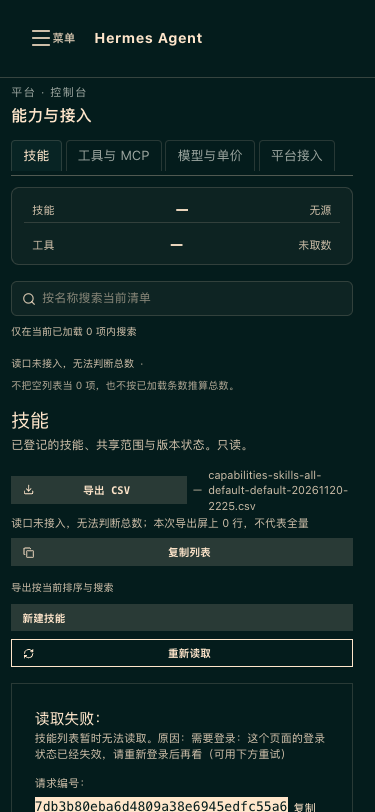 菜单 Hermes Agent
平台 · 控制台
能力与接入
技能 工具与 MCP 模型与单价 平台接入
技能 — 无源
工具 — 未取数
按名称搜索当前清单
仅在当前已加载 0 项内搜索
读口未接入，无法判断总数 ·
不把空列表当 0 项，也不按已加载条数推算总数。
技能
已登记的技能、共享范围与版本状态。只读。
导出 CSV — capabilities-skills-all-
default-default-20261120-
2225.csv
读口未接入，无法判断总数；本次导出屏上 0 行，不代表全量
复制列表
导出按当前排序与搜索
新建技能
重新读取
读取失败：
技能列表暂时无法读取。原因：需要登录：这个页面的登录
状态已经失效，请重新登录后再看（可用下方重试）
请求编号：
7db3b80eba6d4809a38e6945edfc55a6 复制